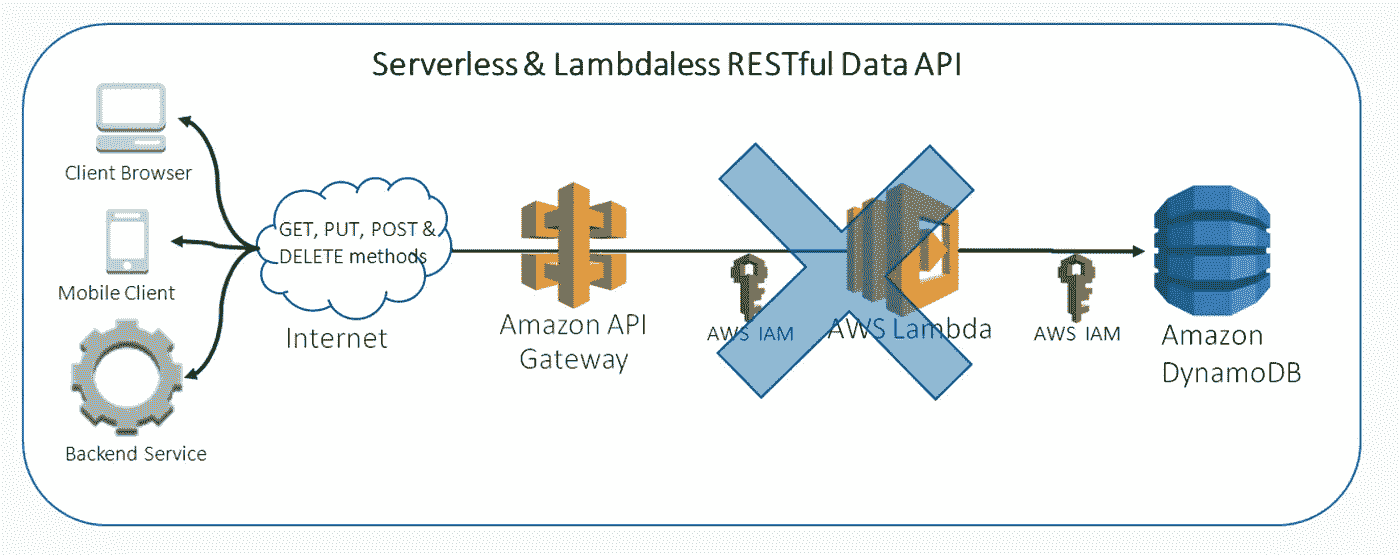 Serverless & Lambdaless RESTful Data API
Client Browser
Mobile Client
Backend Service
GET, PUT, POST &
DELETE methods
Internet
Amazon API
Gateway
AWS IAM
AWS Lambda
AWS IAM
Amazon
DynamoDB